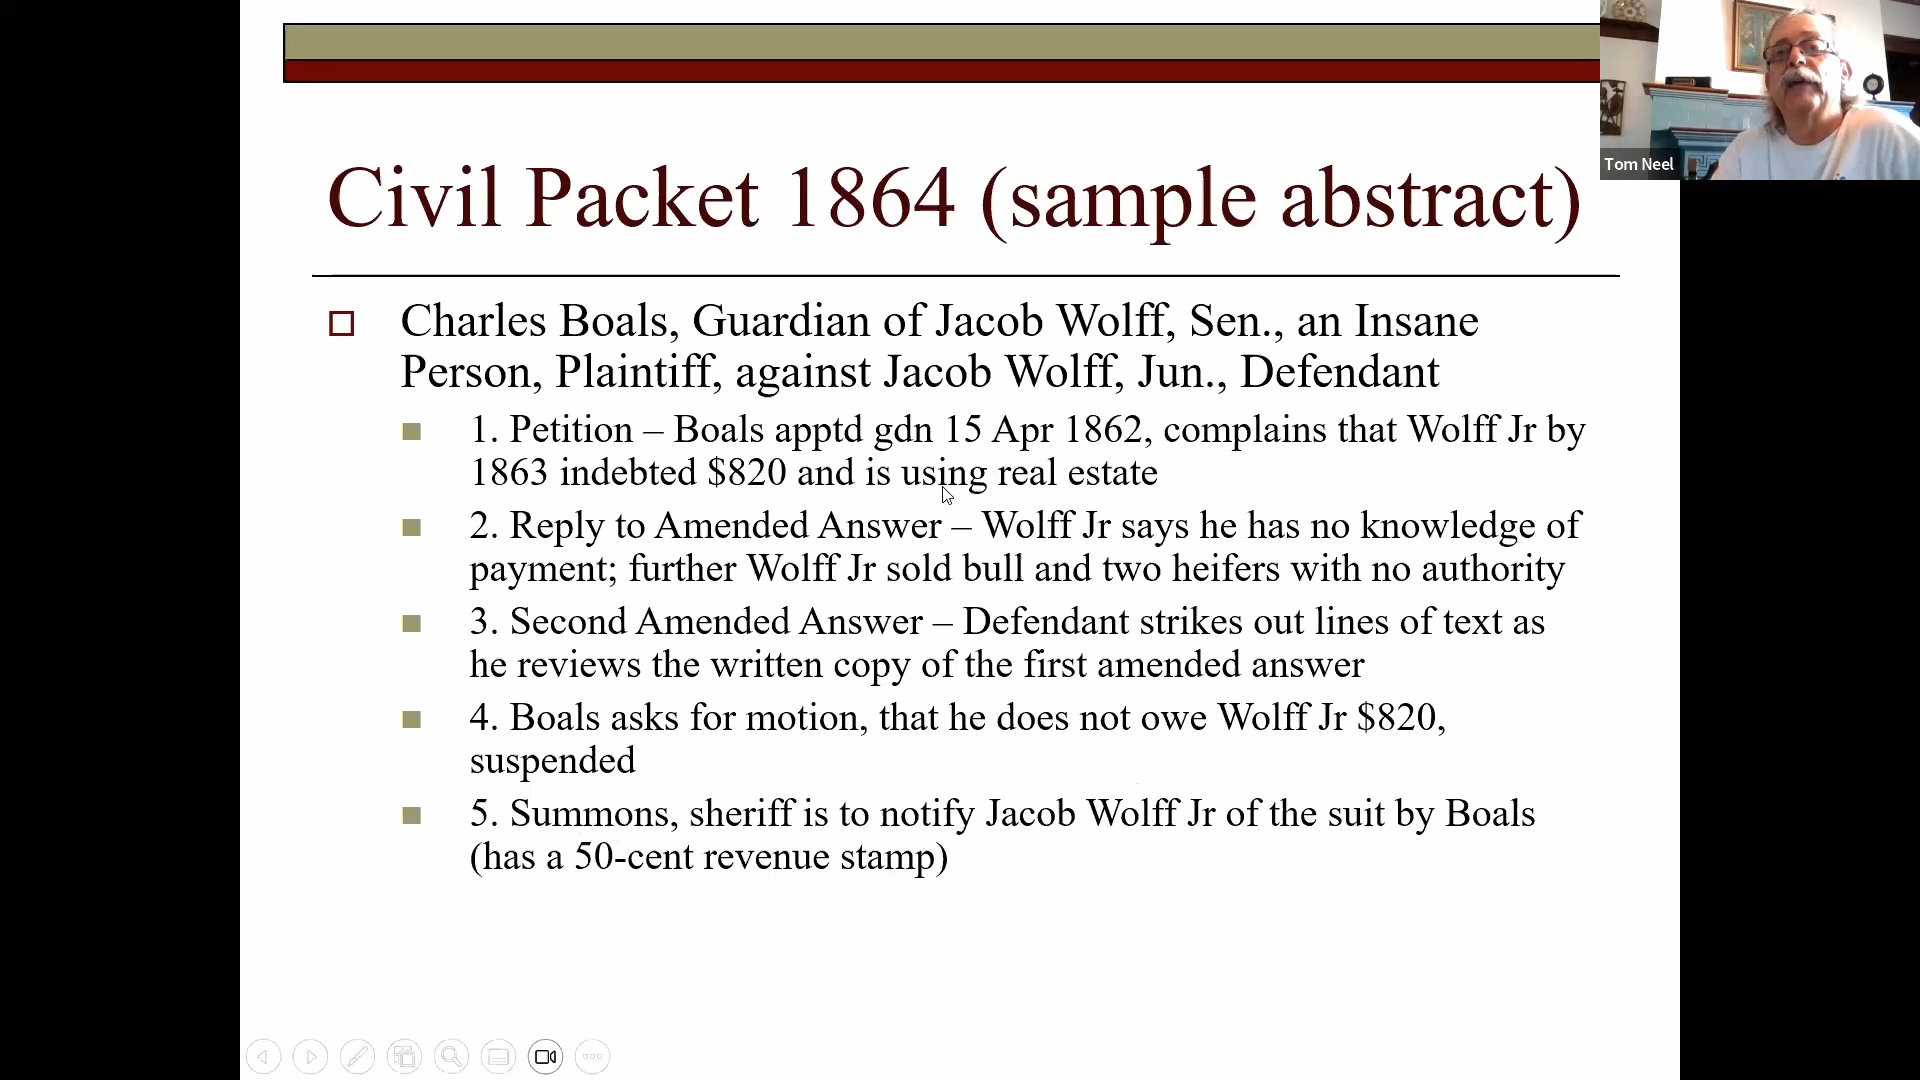 Civil Packet 1864 (sample abstract)
Charles Boals, Guardian of Jacob Wolff, Sen., an Insane
Person, Plaintiff, against Jacob Wolff, Jun., Defendant
1. Petition – Boals apptd gdn 15 Apr 1862, complains that Wolff Jr by
1863 indebted $820 and is using real estate
2. Reply to Amended Answer – Wolff Jr says he has no knowledge of
payment; further Wolff Jr sold bull and two heifers with no authority
3. Second Amended Answer – Defendant strikes out lines of text as
he reviews the written copy of the first amended answer
4. Boals asks for motion, that he does not owe Wolff Jr $820,
suspended
5. Summons, sheriff is to notify Jacob Wolff Jr of the suit by Boals
(has a 50-cent revenue stamp)
Tom Neel